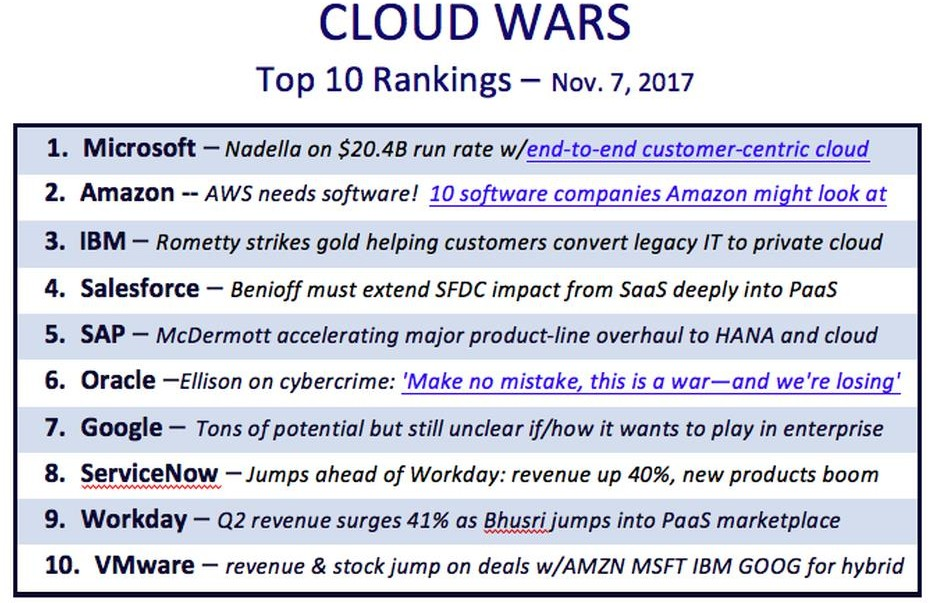 CLOUD WARS
Top 10 Rankings – Nov. 7, 2017
1. Microsoft – Nadella on $20.4B run rate w/end-to-end customer-centric cloud
2. Amazon -- AWS needs software! 10 software companies Amazon might look at
3. IBM – Rometty strikes gold helping customers convert legacy IT to private cloud
4. Salesforce – Benioff must extend SFDC impact from SaaS deeply into PaaS
5. SAP – McDermott accelerating major product-line overhaul to HANA and cloud
6. Oracle –Ellison on cybercrime: 'Make no mistake, this is a war—and we're losing'
7. Google – Tons of potential but still unclear if/how it wants to play in enterprise
8. ServiceNow – Jumps ahead of Workday: revenue up 40%, new products boom
9. Workday – Q2 revenue surges 41% as Bhusri jumps into PaaS marketplace
10. VMware – revenue & stock jump on deals w/AMZN MSFT IBM GOOG for hybrid